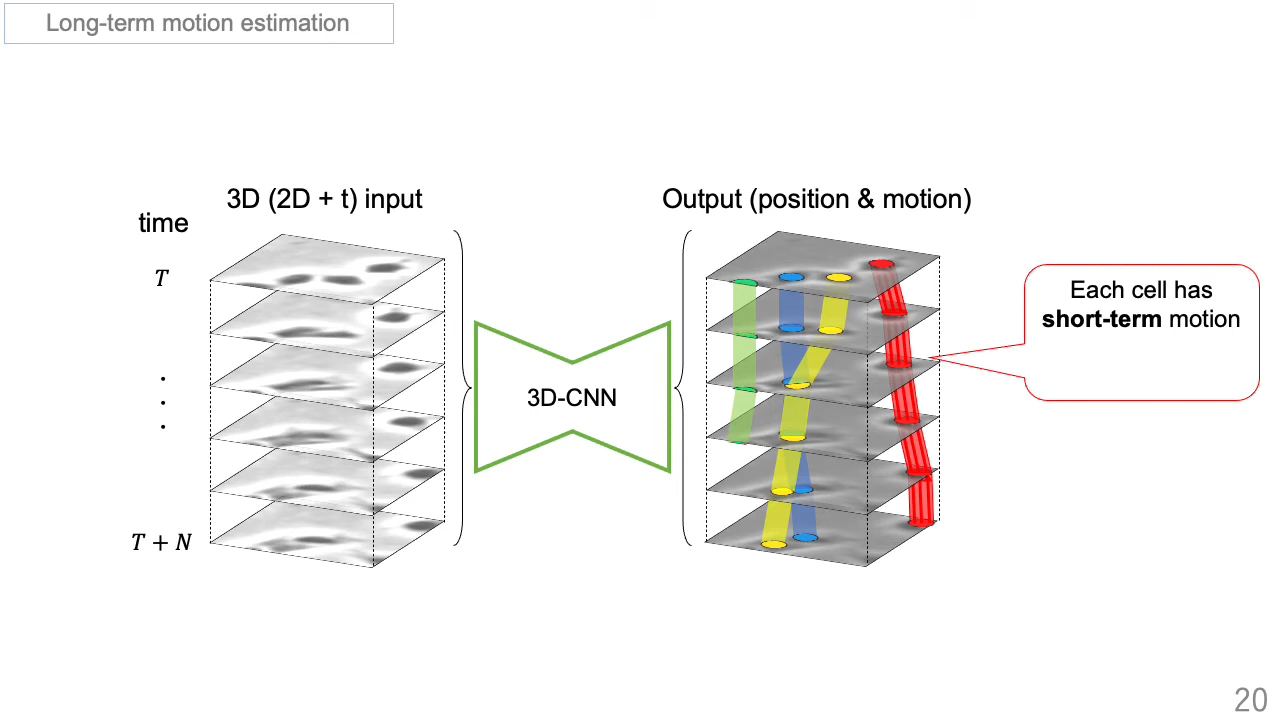 Long-term motion estimation
3D (2D + t) input
Output (position & motion)
time
T
.
.
.
T + N
3D-CNN
Each cell has
short-term motion
20